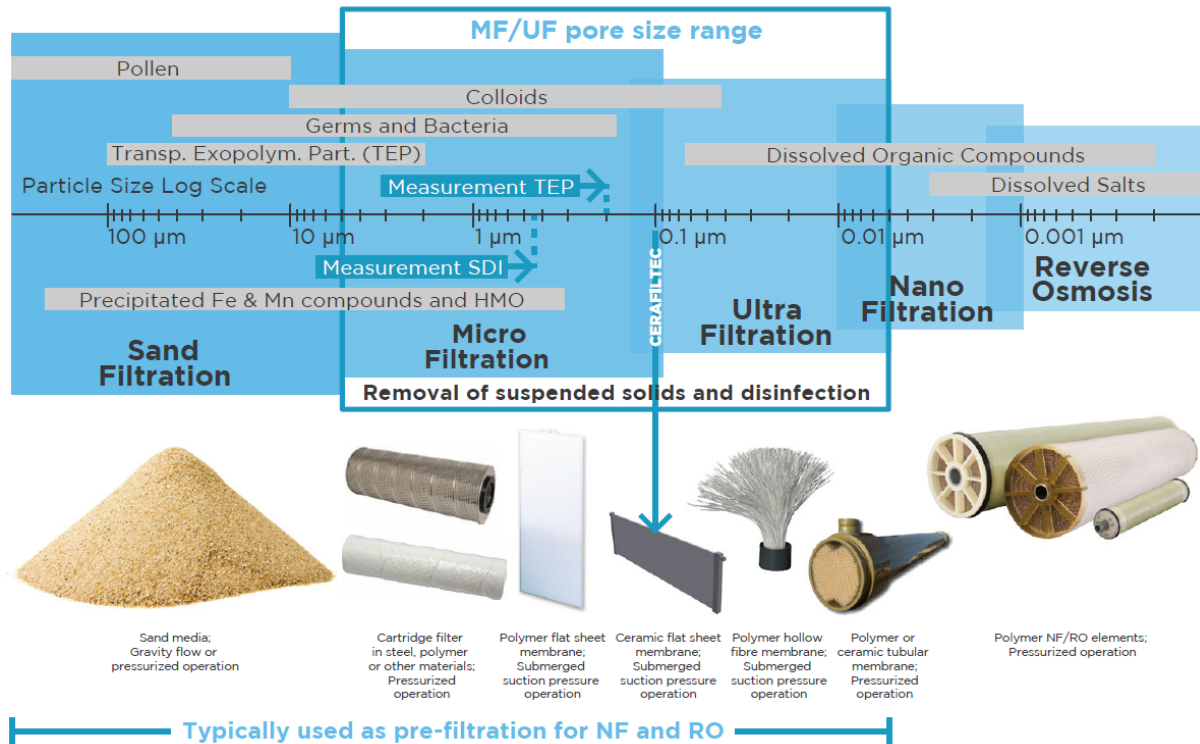 MF/UF pore size range
Pollen
Colloids
Germs and Bacteria
Transp. Exopolym. Part. (TEP)
Dissolved Organic Compounds
Particle Size Log Scale
Measurement TEP
Dissolved Salts
100 µm
10 µm
1 µm
0.1 µm
0.01 µm
0.001 µm
Measurement SDI
Precipitated Fe & Mn compounds and HMO
CERAFILTEC
Sand
Filtration
Micro
Filtration
Ultra
Filtration
Nano
Filtration
Reverse
Osmosis
Removal of suspended solids and disinfection
Sand media;
Gravity flow or
pressurized operation
Cartridge filter
in steel, polymer
or other materials;
Pressurized
operation
Polymer flat sheet
membrane;
Submerged
suction pressure
operation
Ceramic flat sheet
membrane;
Submerged
suction pressure
operation
Polymer hollow
fibre membrane;
Submerged
suction pressure
operation
Polymer or
ceramic tubular
membrane;
Pressurized
operation
Polymer NF/RO elements;
Pressurized operation
Typically used as pre-filtration for NF and RO